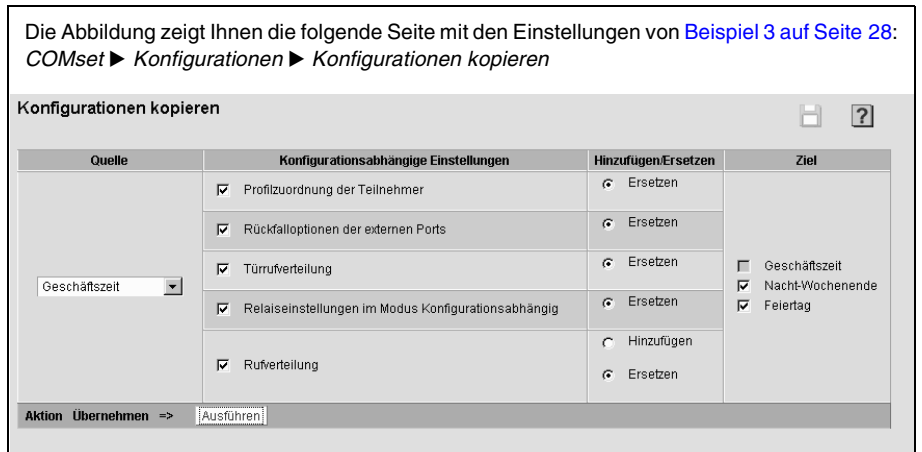 Die Abbildung zeigt Ihnen die folgende Seite mit den Einstellungen von Beispiel 3 auf Seite 28:
COMset ► Konfigurationen ► Konfigurationen kopieren
Konfigurationen kopieren
?
Quelle Konfigurationsabhängige Einstellungen Hinzufügen/Ersetzen Ziel
Profilzuordnung der Teilnehmer Ersetzen
Rückfalloptionen der externen Ports Ersetzen
Türrufverteilung Ersetzen
Geschäftszeit
Relaiseinstellungen im Modus Konfigurationsabhängig Ersetzen
Rufverteilung Hinzufügen
Ersetzen
Geschäftszeit
Nacht-Wochenende
Feiertag
Aktion Übernehmen => Ausführen